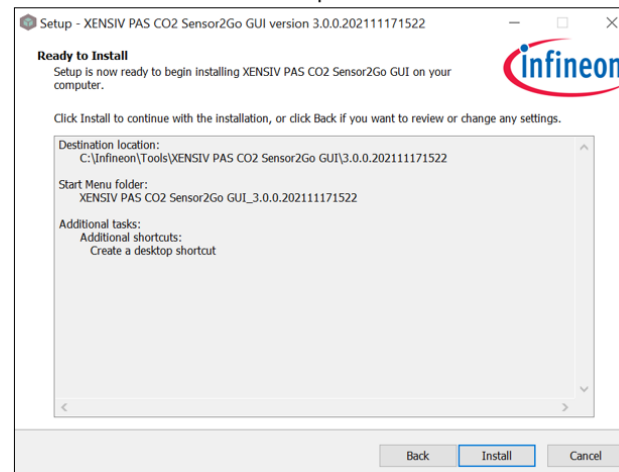 Setup - XENSIV PAS CO2 Sensor2Go GUI version 3.0.0.202111171522
Ready to Install
Setup is now ready to begin installing XENSIV PAS CO2 Sensor2Go GUI on your
computer.
infineon
Click Install to continue with the installation, or click Back if you want to review or change any settings.
Destination location:
C:\Infineon\Tools\XENSIV PAS CO2 Sensor2Go GUI\3.0.0.202111171522
Start Menu folder:
XENSIV PAS CO2 Sensor2Go GUI_3.0.0.202111171522
Additional tasks:
Additional shortcuts:
Create a desktop shortcut
Back
Install
Cancel